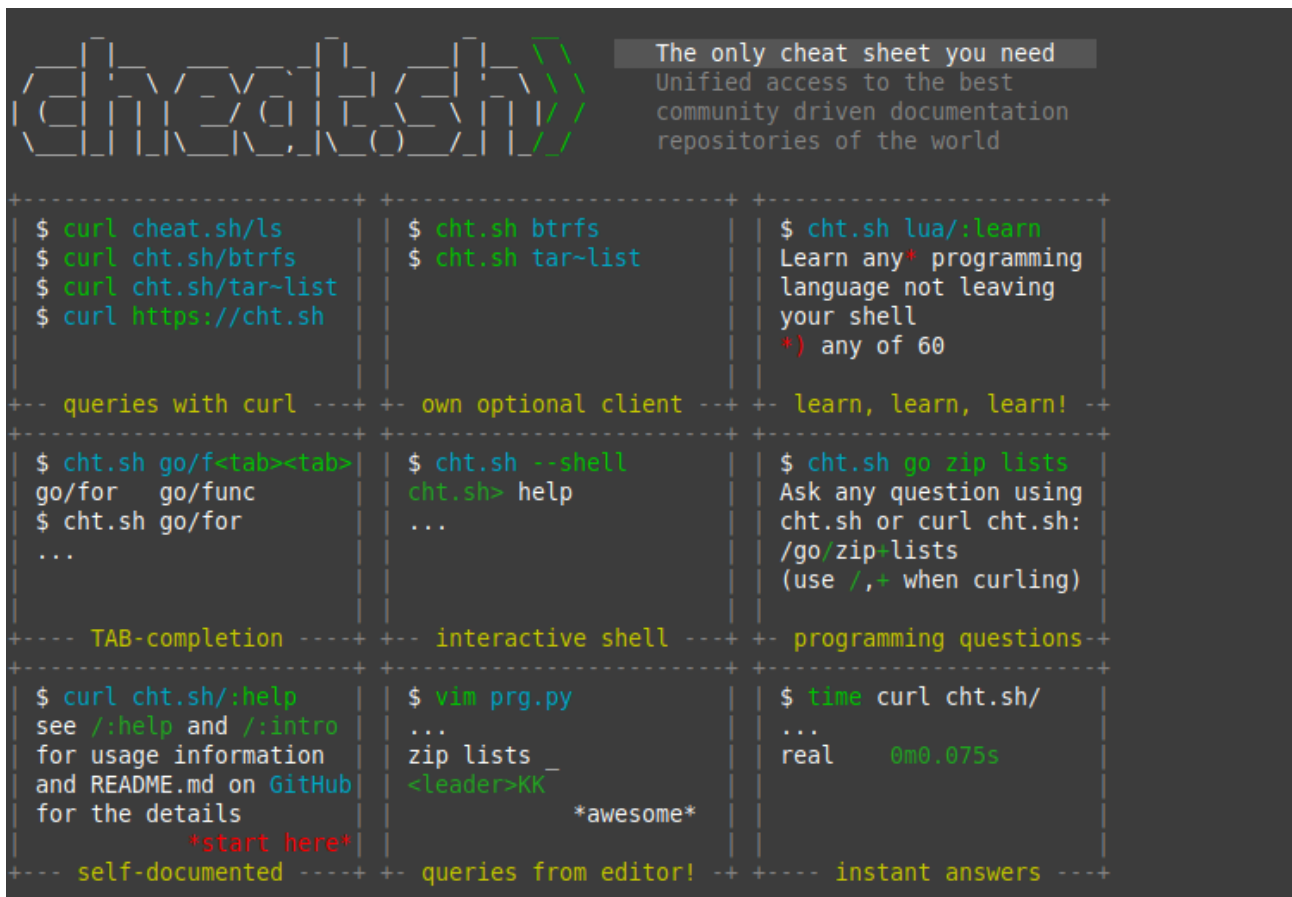 cheat.sh
The only cheat sheet you need
Unified access to the best
community driven documentation
repositories of the world
$ curl cheat.sh/ls
$ curl cht.sh/btrfs
$ curl cht.sh/tar~list
$ curl https://cht.sh
queries with curl
$ cht.sh btrfs
$ cht.sh tar~list
own optional client
$ cht.sh lua/:learn
Learn any* programming
language not leaving
your shell
*) any of 60
learn, learn, learn!
$ cht.sh go/f<tab><tab>
go/for   go/func
$ cht.sh go/for
...
TAB-completion
$ cht.sh --shell
cht.sh> help
...
interactive shell
$ cht.sh go zip lists
Ask any question using
cht.sh or curl cht.sh:
/go/zip+lists
(use /,+ when curling)
programming questions
$ curl cht.sh/:help
see /:help and /:intro
for usage information
and README.md on GitHub
for the details
*start here*
self-documented
$ vim prg.py
...
zip lists _
<leader>KK
*awesome*
queries from editor!
$ time curl cht.sh/
...
real    0m0.075s
instant answers